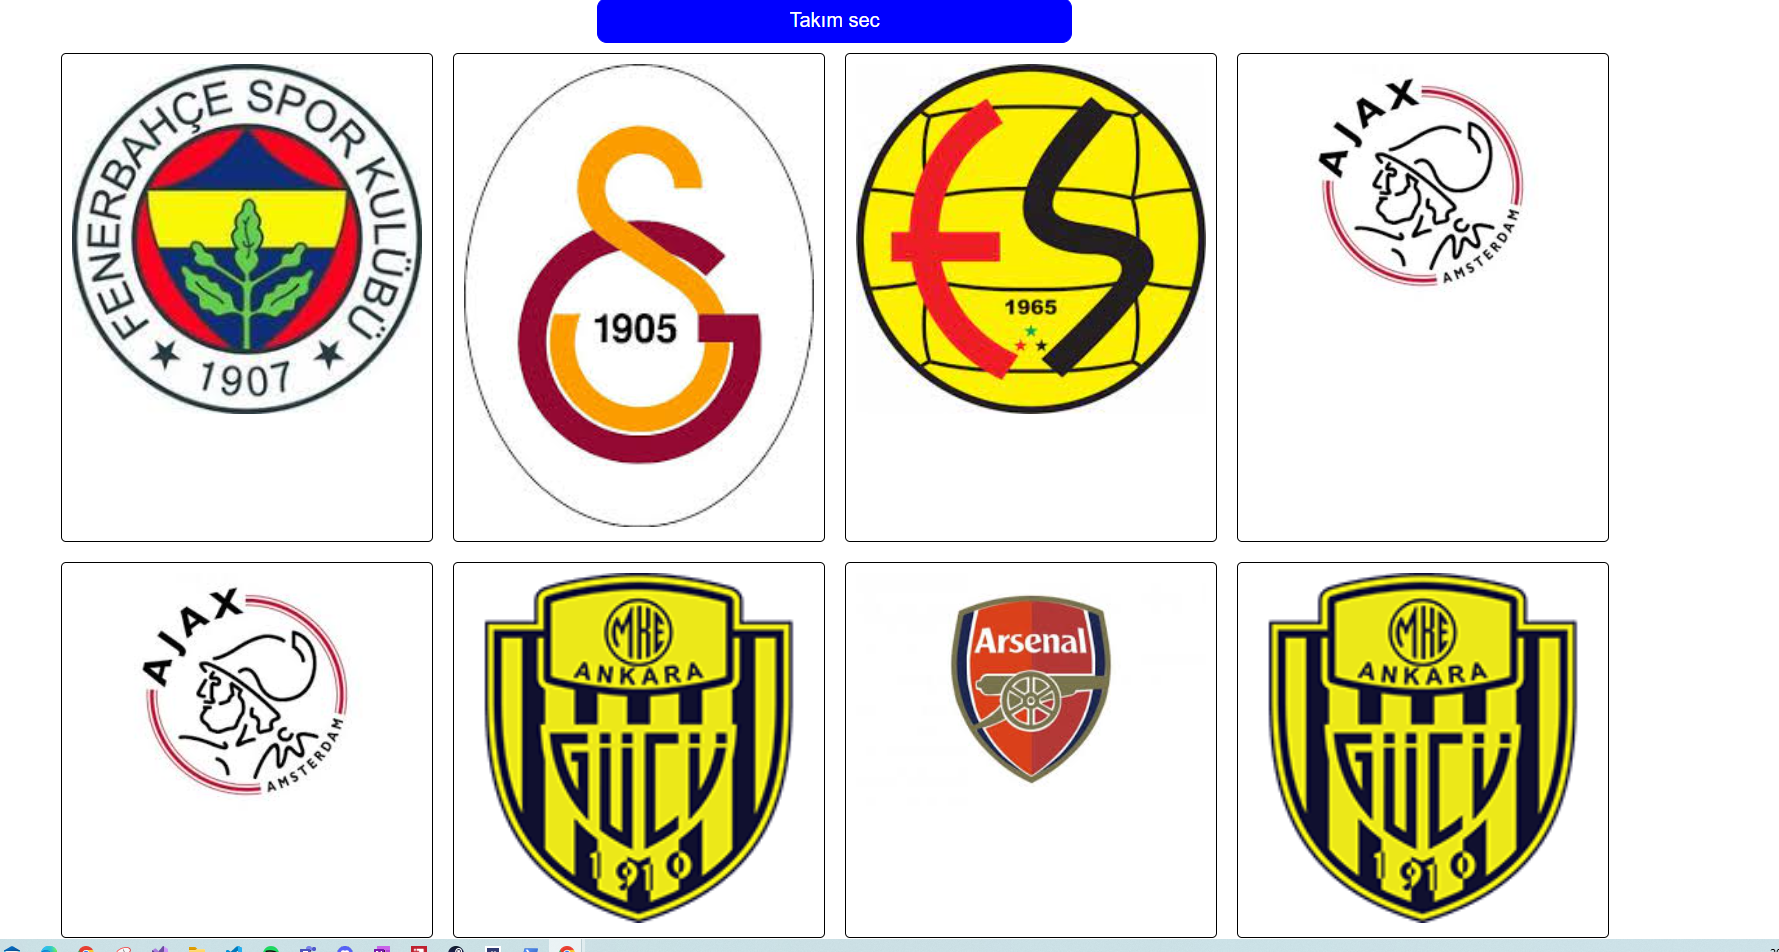 Takım sec
FENERBAHÇE SPOR KULÜBÜ
1907
1905
ES
1965
AJAX
AMSTERDAM
AJAX
AMSTERDAM
MKE
ANKARA
GÜCÜ
1910
Arsenal
MKE
ANKARA
GÜCÜ
1910